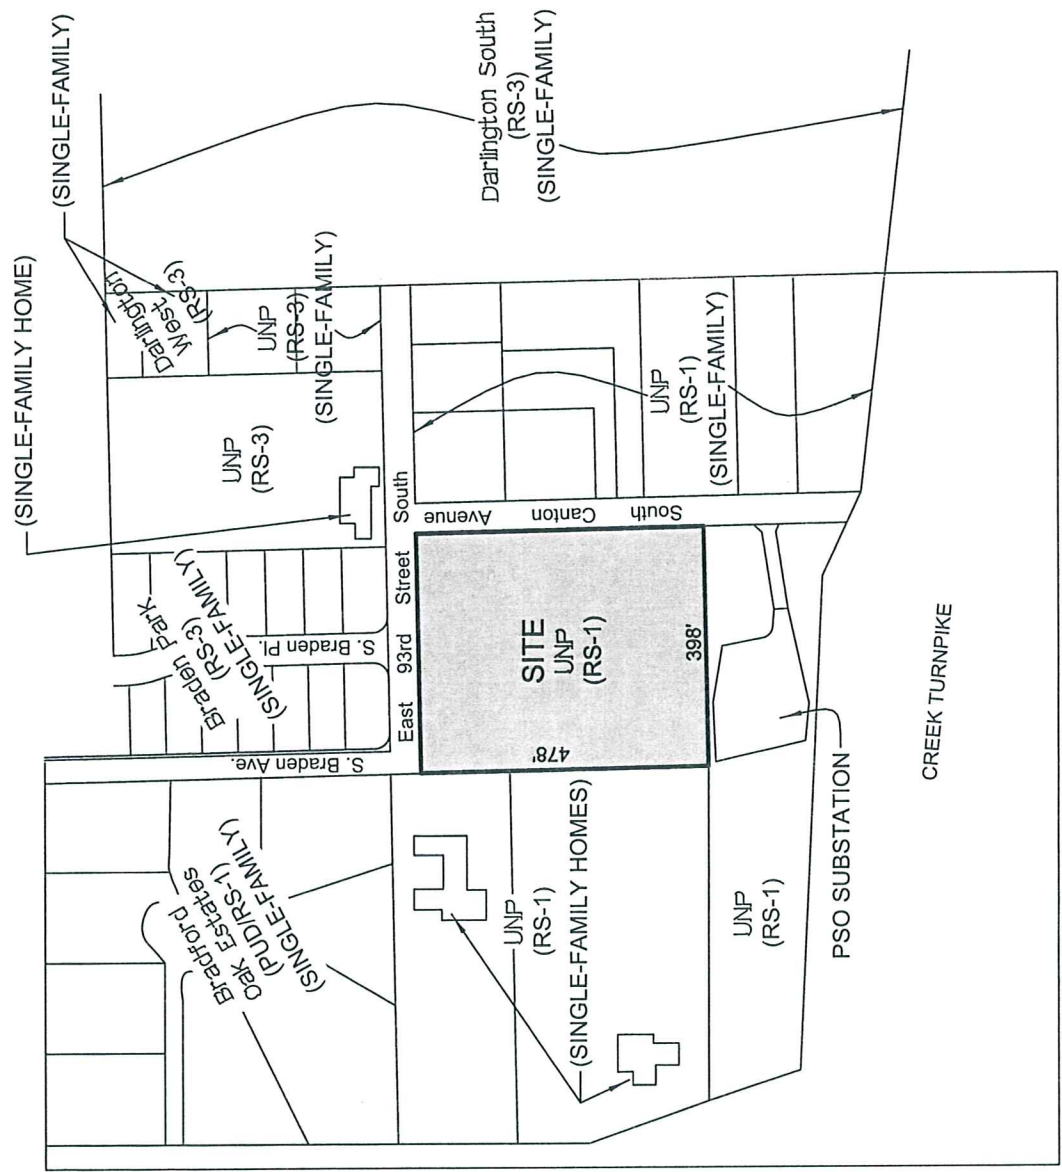 (SINGLE-FAMILY HOME)
(SINGLE-FAMILY)
Darlington
West
(RS-3)
UNP
(RS-3)
(SINGLE-FAMILY)
Darlington South
(RS-3)
(SINGLE-FAMILY)
UNP
(RS-3)
Braden Park
(RS-3)
(SINGLE-FAMILY)
S. Braden Pl.
S. Braden Ave.
East 93rd Street South
South Canton Avenue
Bradford
Oak Estates
(PUD/RS-1)
(SINGLE-FAMILY)
SITE
UNP
(RS-1)
478'
398'
UNP
(RS-1)
(SINGLE-FAMILY)
UNP
(RS-1)
(SINGLE-FAMILY HOMES)
UNP
(RS-1)
PSO SUBSTATION
CREEK TURNPIKE